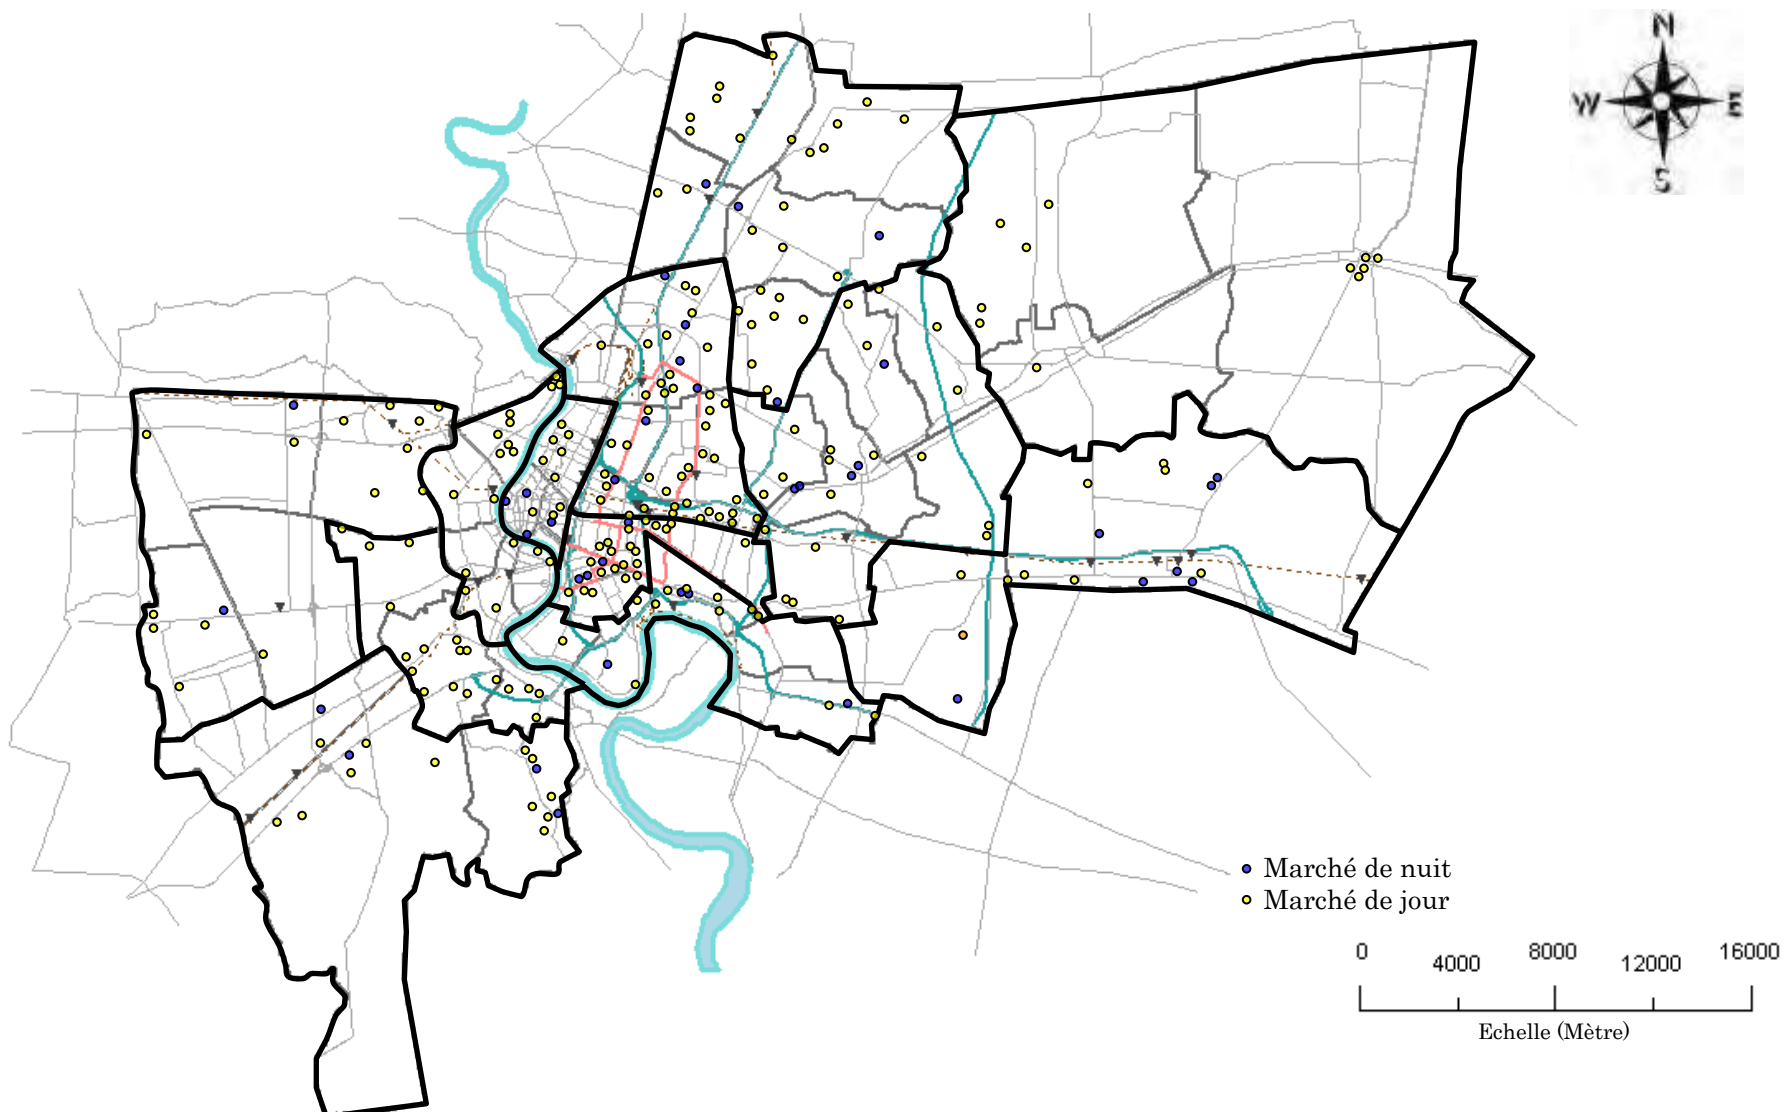 N
W E
S
Marché de nuit
Marché de jour
0 4000 8000 12000 16000
Echelle (Mètre)